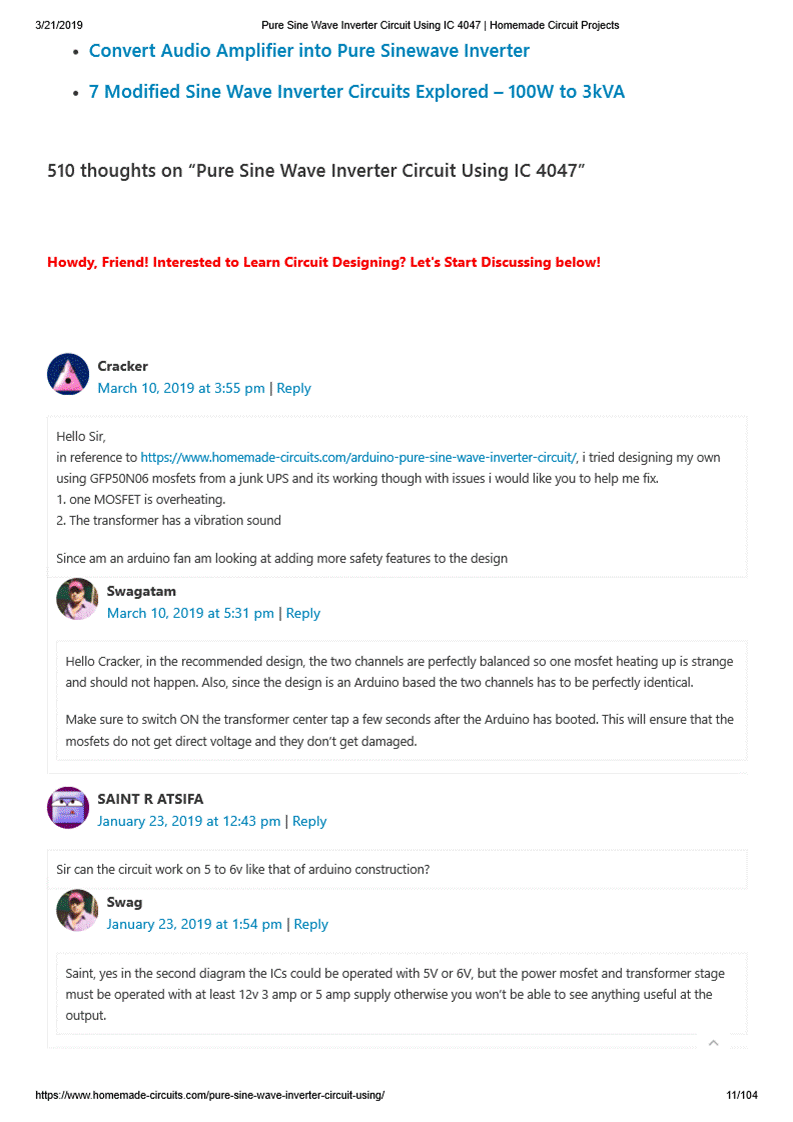 3/21/2019 Pure Sine Wave Inverter Circuit Using IC 4047 | Homemade Circuit Projects
• Convert Audio Amplifier into Pure Sinewave Inverter
• 7 Modified Sine Wave Inverter Circuits Explored – 100W to 3kVA
510 thoughts on “Pure Sine Wave Inverter Circuit Using IC 4047”
Howdy, Friend! Interested to Learn Circuit Designing? Let's Start Discussing below!
Cracker
March 10, 2019 at 3:55 pm | Reply
Hello Sir,
in reference to https://www.homemade-circuits.com/arduino-pure-sine-wave-inverter-circuit/, i tried designing my own
using GFP50N06 mosfets from a junk UPS and its working though with issues i would like you to help me fix.
1. one MOSFET is overheating.
2. The transformer has a vibration sound
Since am an arduino fan am looking at adding more safety features to the design
Swagatam
March 10, 2019 at 5:31 pm | Reply
Hello Cracker, in the recommended design, the two channels are perfectly balanced so one mosfet heating up is strange
and should not happen. Also, since the design is an Arduino based the two channels has to be perfectly identical.
Make sure to switch ON the transformer center tap a few seconds after the Arduino has booted. This will ensure that the
mosfets do not get direct voltage and they don’t get damaged.
SAINT R ATSIFA
January 23, 2019 at 12:43 pm | Reply
Sir can the circuit work on 5 to 6v like that of arduino construction?
Swag
January 23, 2019 at 1:54 pm | Reply
Saint, yes in the second diagram the ICs could be operated with 5V or 6V, but the power mosfet and transformer stage
must be operated with at least 12v 3 amp or 5 amp supply otherwise you won’t be able to see anything useful at the
output.
https://www.homemade-circuits.com/pure-sine-wave-inverter-circuit-using/ 11/104